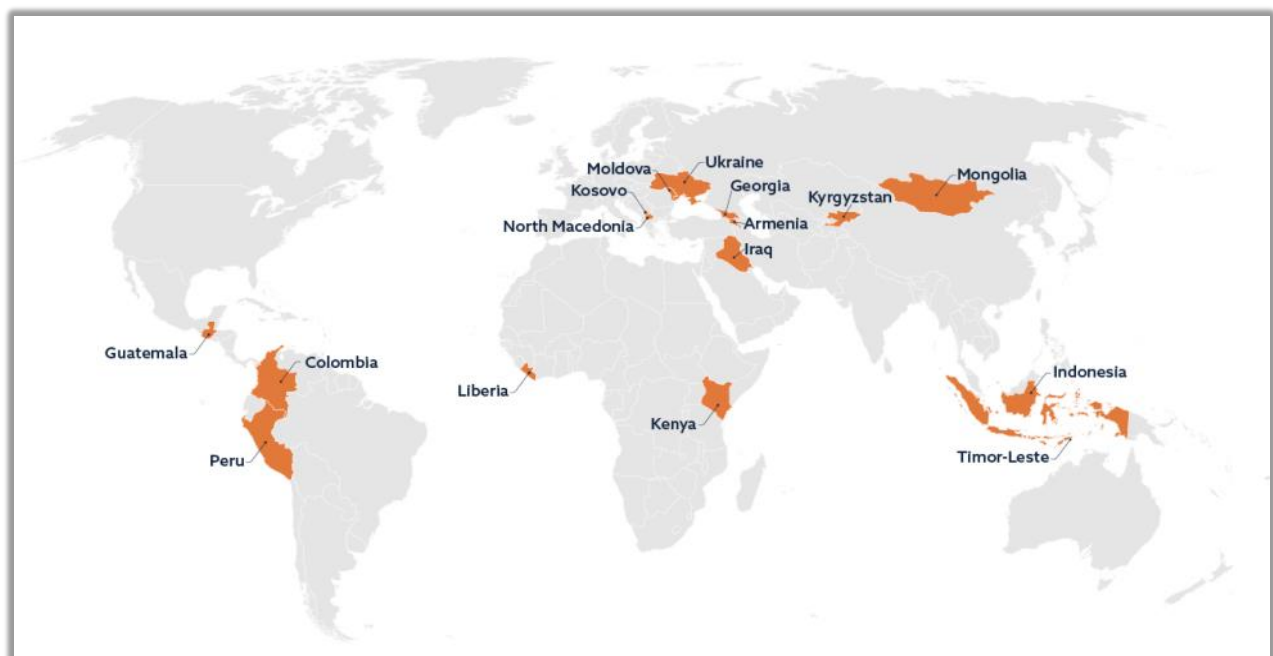 Ukraine
Moldova
Mongolia
Georgia
Kosovo
Kyrgyzstan
North Macedonia
Armenia
Iraq
Guatemala
Colombia
Liberia
Indonesia
Kenya
Peru
Timor-Leste